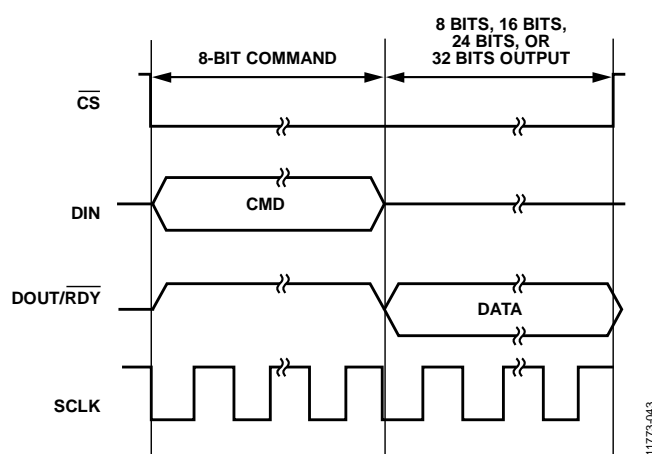 8-BIT COMMAND
8 BITS, 16 BITS,
24 BITS, OR
32 BITS OUTPUT
CS
DIN
CMD
DOUT/RDY
DATA
SCLK
11773-043